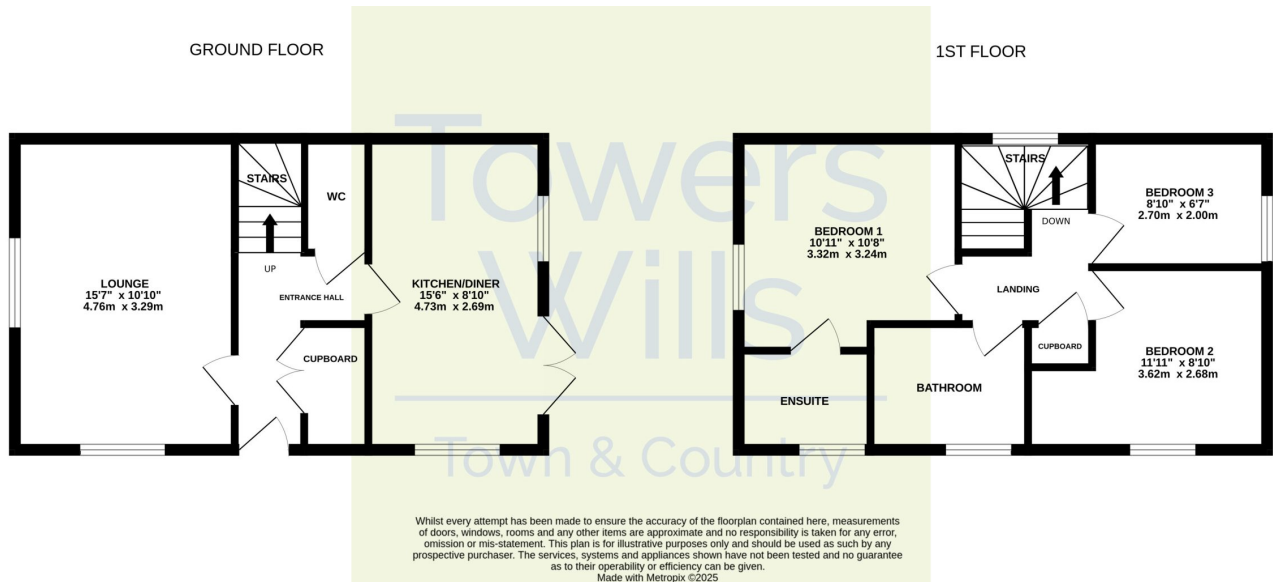 GROUND FLOOR
1ST FLOOR
Towers
Wills
Town & Country
STAIRS
WC
UP
LOUNGE
15'7" x 10'10"
4.76m x 3.29m
ENTRANCE HALL
KITCHEN/DINER
15'6" x 8'10"
4.73m x 2.69m
CUPBOARD
STAIRS
DOWN
BEDROOM 3
8'10" x 6'7"
2.70m x 2.00m
BEDROOM 1
10'11" x 10'8"
3.32m x 3.24m
LANDING
CUPBOARD
BEDROOM 2
11'11" x 8'10"
3.62m x 2.68m
BATHROOM
ENSUITE
Whilst every attempt has been made to ensure the accuracy of the floorplan contained here, measurements
of doors, windows, rooms and any other items are approximate and no responsibility is taken for any error,
omission or mis-statement. This plan is for illustrative purposes only and should be used as such by any
prospective purchaser. The services, systems and appliances shown have not been tested and no guarantee
as to their operability or efficiency can be given.
Made with Metropix ©2025